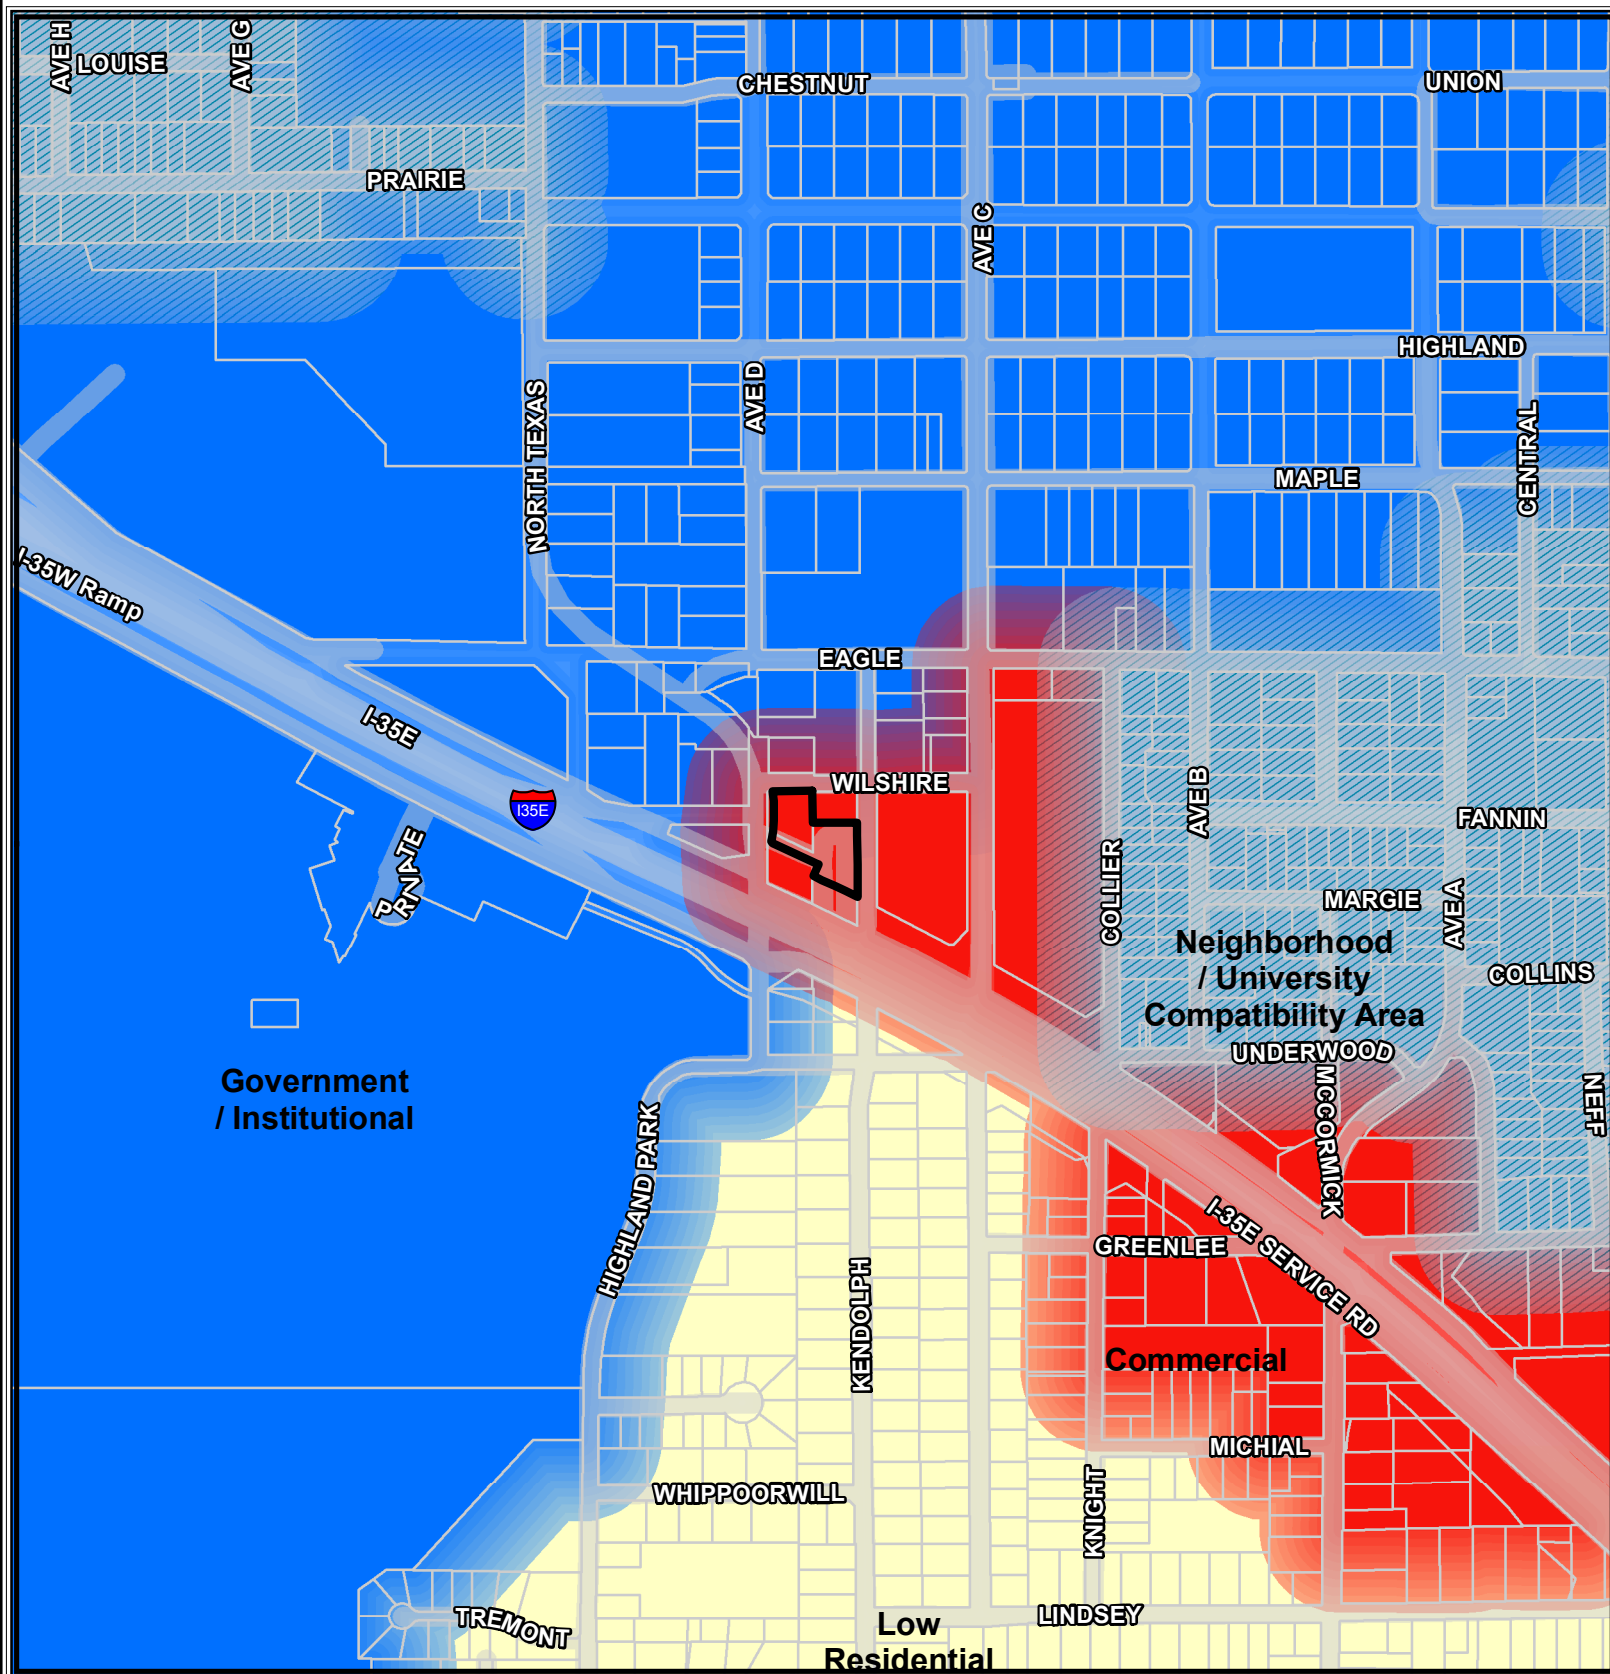 AVE H
LOUISE
AVE G
CHESTNUT
UNION
PRAIRIE
AVE C
HIGHLAND
AVE D
NORTH TEXAS
CENTRAL
MAPLE
I-35W Ramp
EAGLE
I-35E
WILSHIRE
I35E
AVE B
FANNIN
PRIVATE
COLLIER
MARGIE
AVE A
Neighborhood
/ University
Compatibility Area
COLLINS
UNDERWOOD
Government
/ Institutional
MCCORMICK
NEFF
HIGHLAND PARK
I-35E SERVICE RD
GREENLEE
KENDOLPH
Commercial
MICHIAL
WHIPPOORWILL
KNIGHT
TREMONT
LINDSEY
Low
Residential